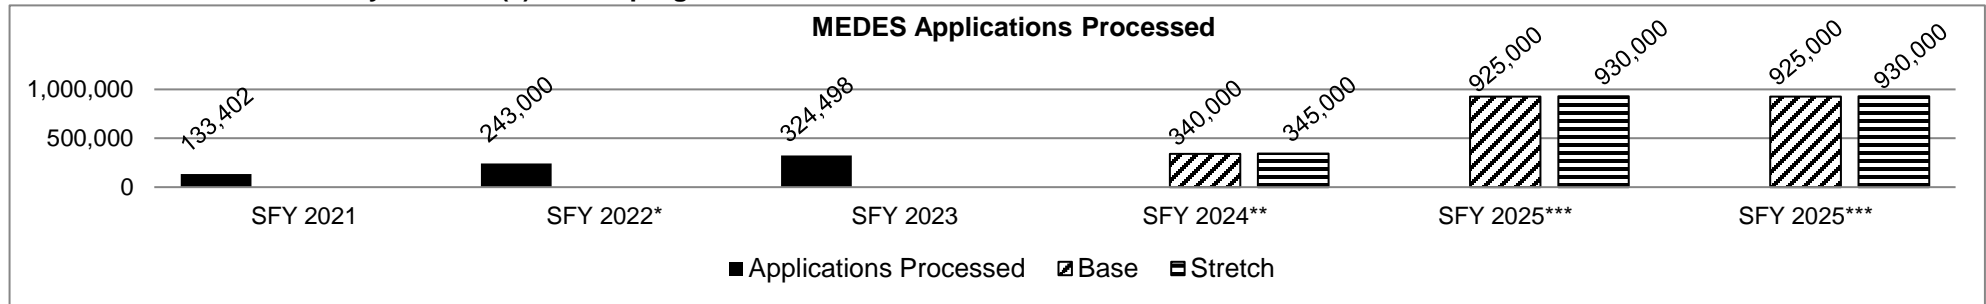 MEDES Applications Processed
1,000,000
500,000
0
133,402
243,000
324,498
340,000
345,000
925,000
930,000
925,000
930,000
SFY 2021
SFY 2022*
SFY 2023
SFY 2024**
SFY 2025***
SFY 2025***
Applications Processed
Base
Stretch